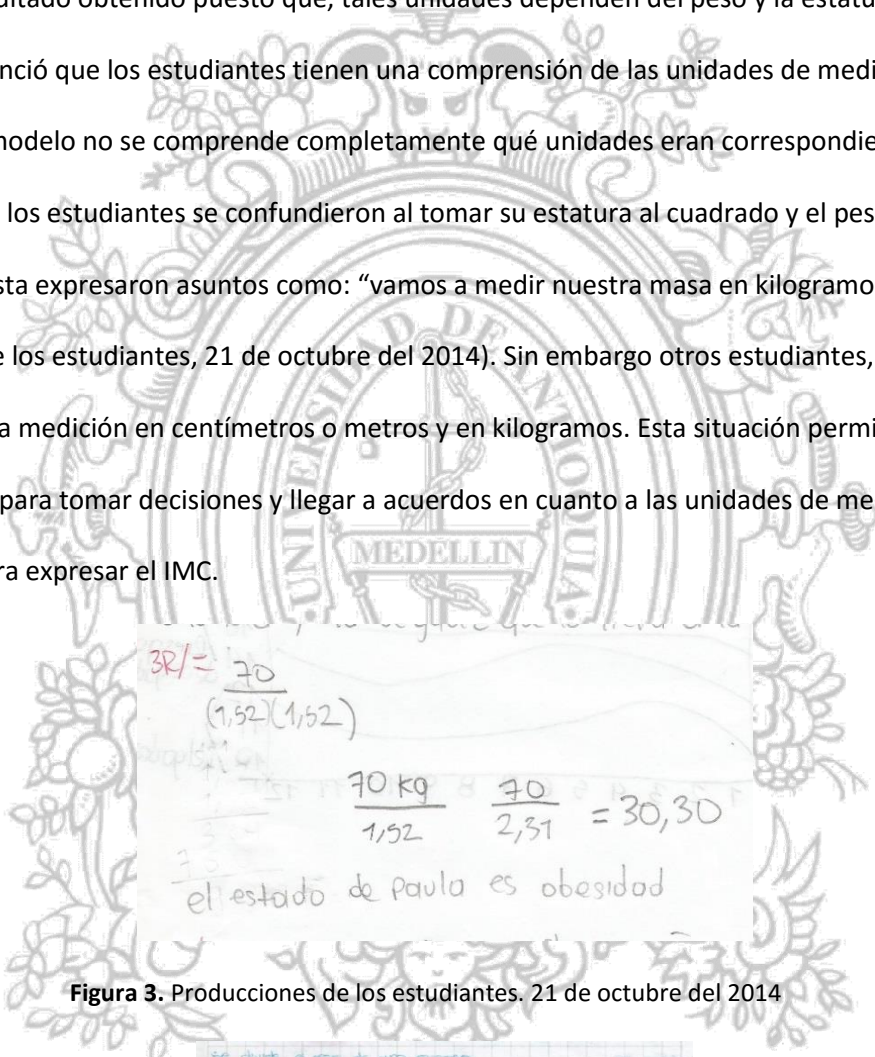 ultado obtenido puesto que, tales unidades dependen del peso y la estatu
nció que los estudiantes tienen una comprensión de las unidades de medi
nodelo no se comprende completamente qué unidades eran correspondie
los estudiantes se confundieron al tomar su estatura al cuadrado y el pes
sta expresaron asuntos como: “vamos a medir nuestra masa en kilogramo
e los estudiantes, 21 de octubre del 2014). Sin embargo otros estudiantes,
a medición en centímetros o metros y en kilogramos. Esta situación permi
para tomar decisiones y llegar a acuerdos en cuanto a las unidades de me
ra expresar el IMC.
UNIVERSIDAD DE ANTIOQUIA
MEDELLIN
3R/= 70
(1,52)(1,52)
70 kg 70 = 30,30
1,52 2,31
el estado de Paula es obesidad
Figura 3. Producciones de los estudiantes. 21 de octubre del 2014